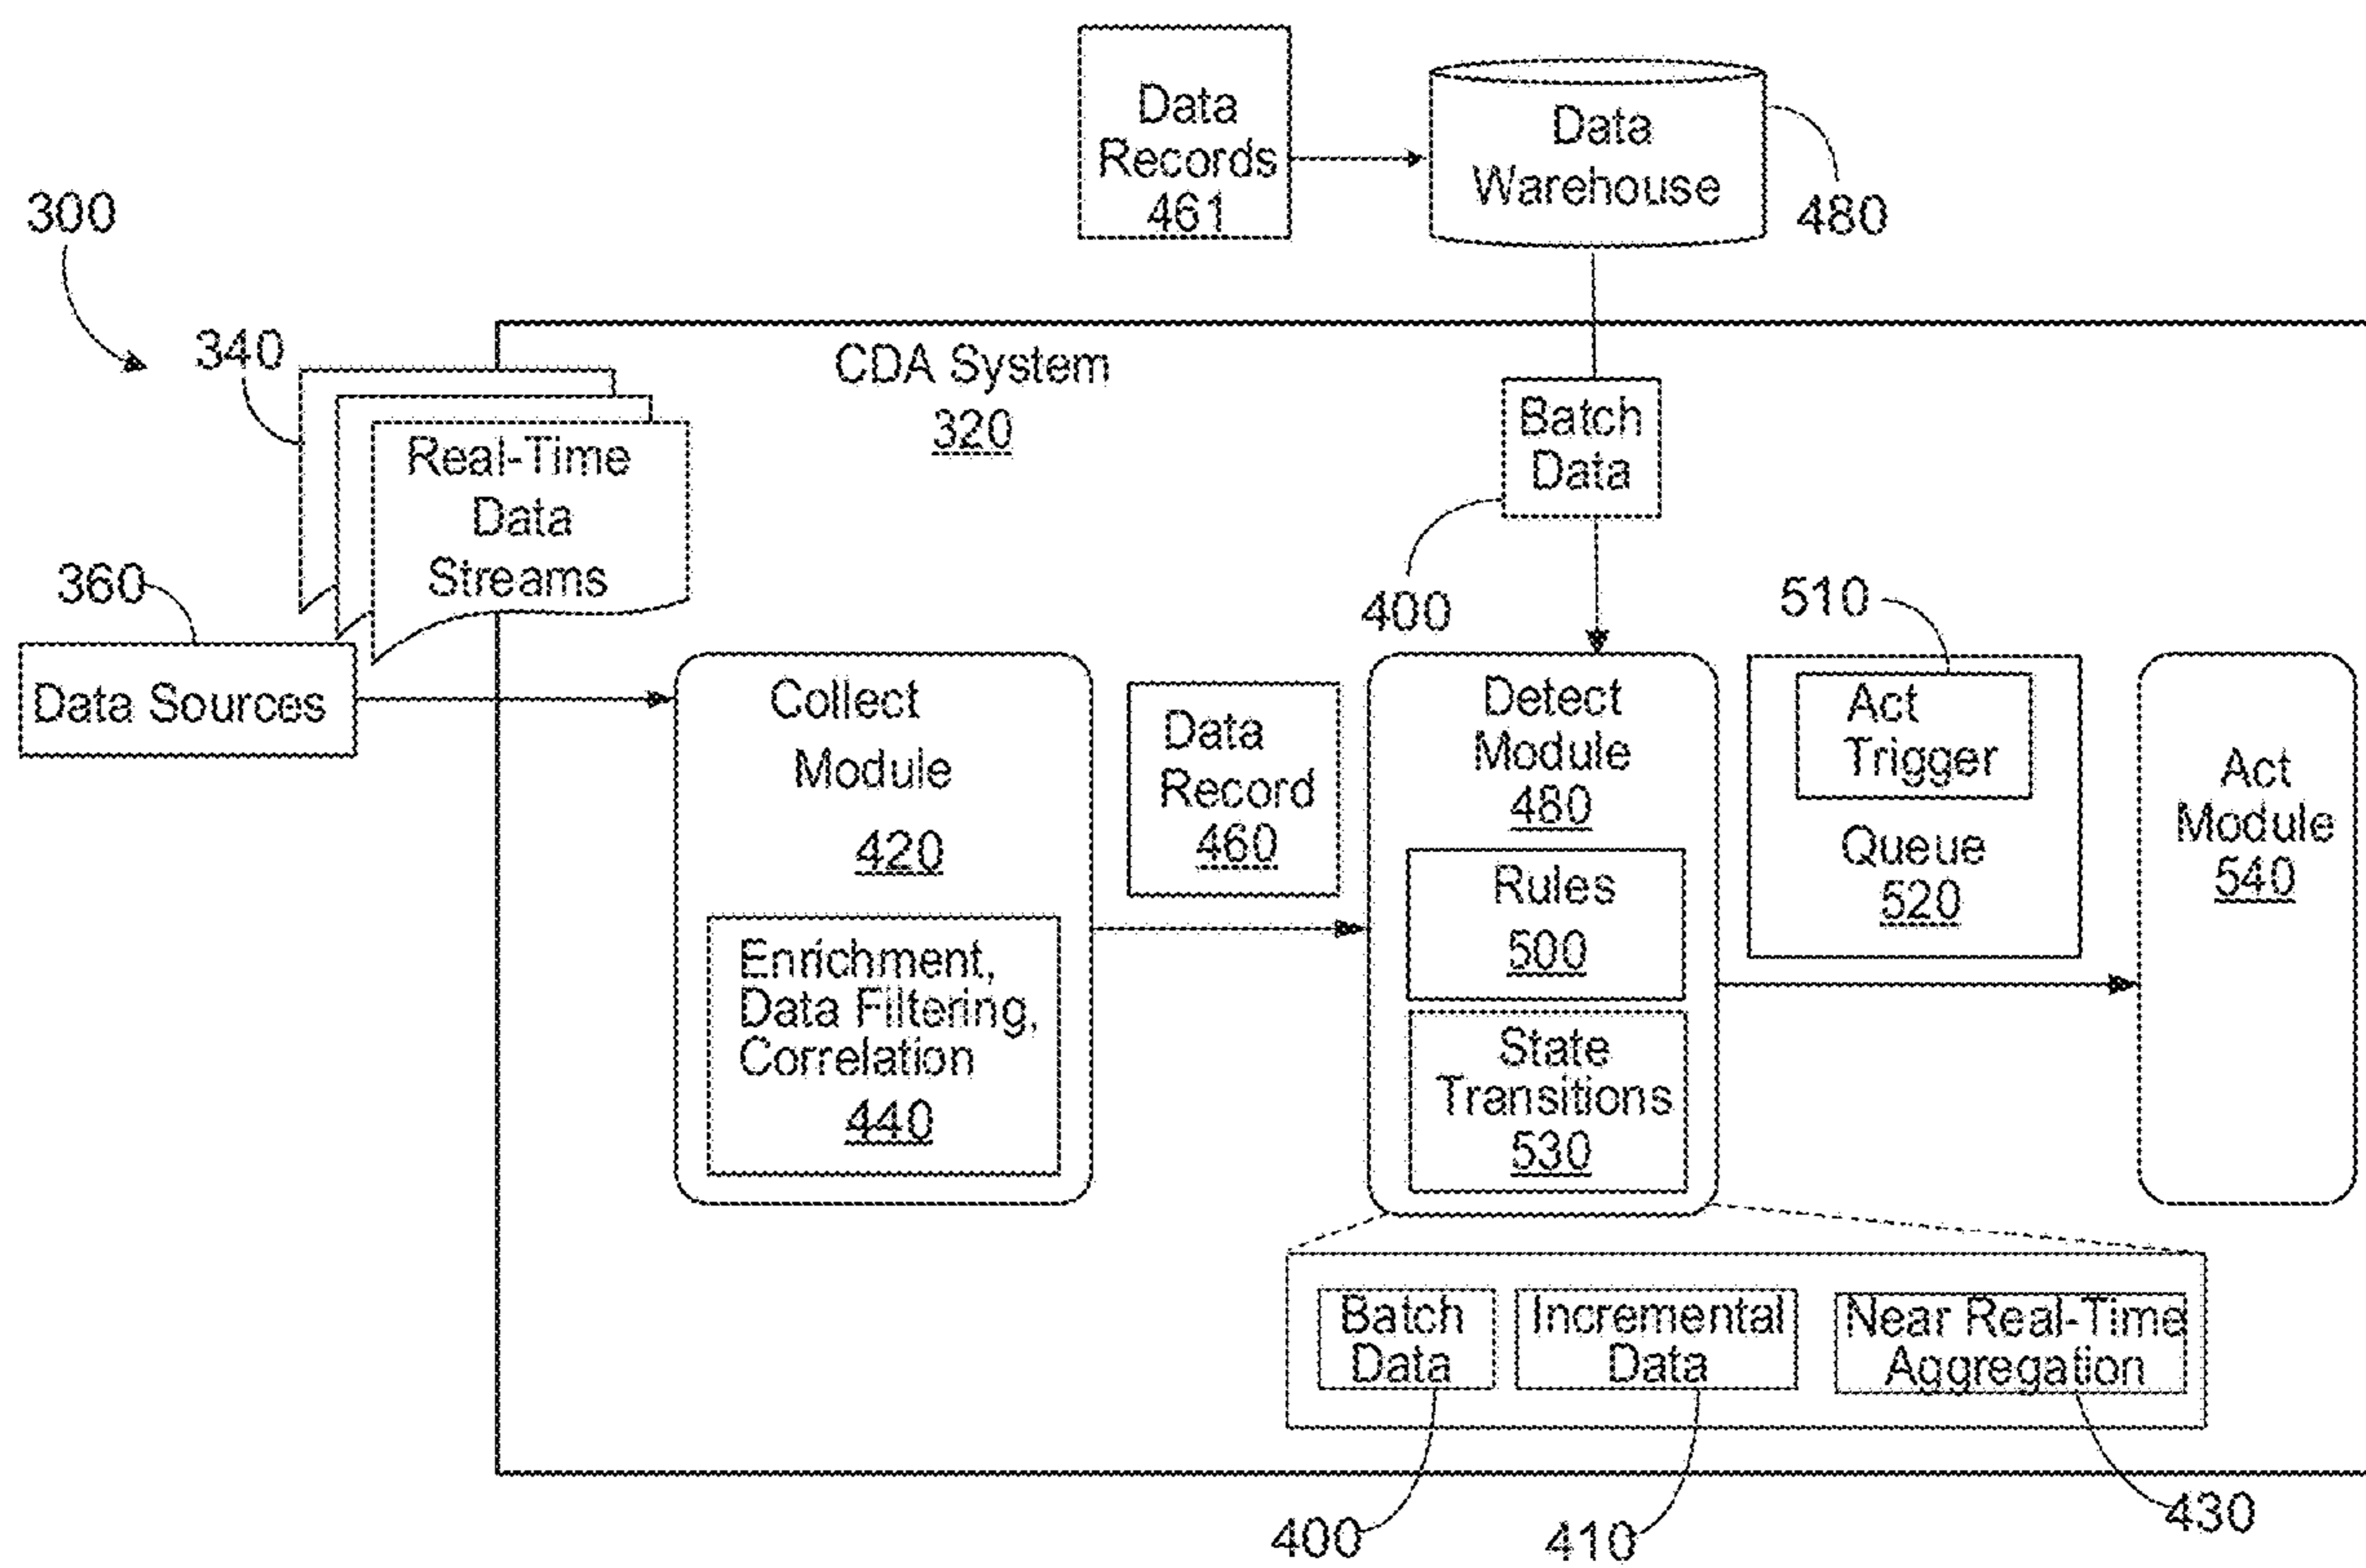 Data
Records
461
Data
Warehouse
480
300
340
CDA System
320
Real-Time
Data
Streams
Batch
Data
400
360
Data Sources
510
Collect
Module
420
Enrichment,
Data Filtering,
Correlation
440
Data
Record
460
Detect
Module
480
Rules
500
State
Transitions
530
Act
Trigger
Queue
520
Act
Module
540
Batch
Data
Incremental
Data
Near Real-Time
Aggregation
400
410
430